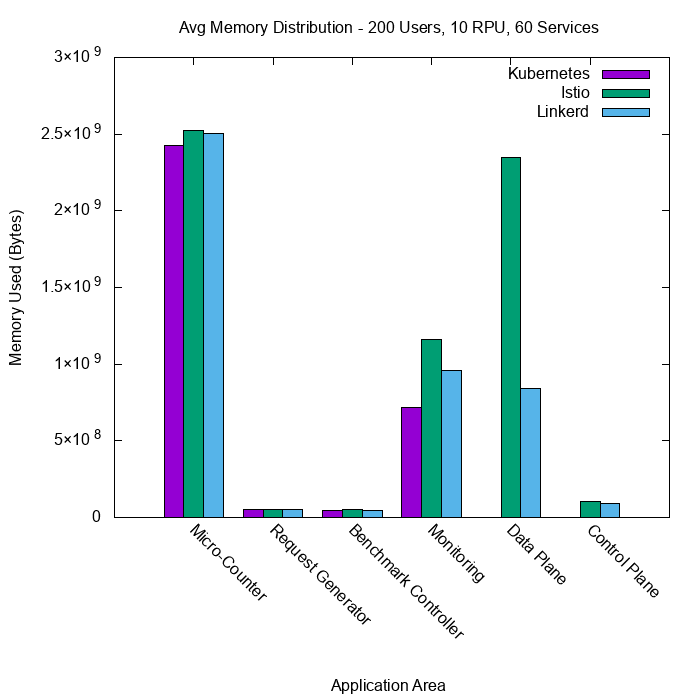 Avg Memory Distribution - 200 Users, 10 RPU, 60 Services
Kubernetes
Istio
Linkerd
3×10 9
2.5×10 9
2×10 9
1.5×10 9
1×10 9
5×10 8
0
Memory Used (Bytes)
Micro-Counter
Request Generator
Benchmark Controller
Monitoring
Data Plane
Control Plane
Application Area